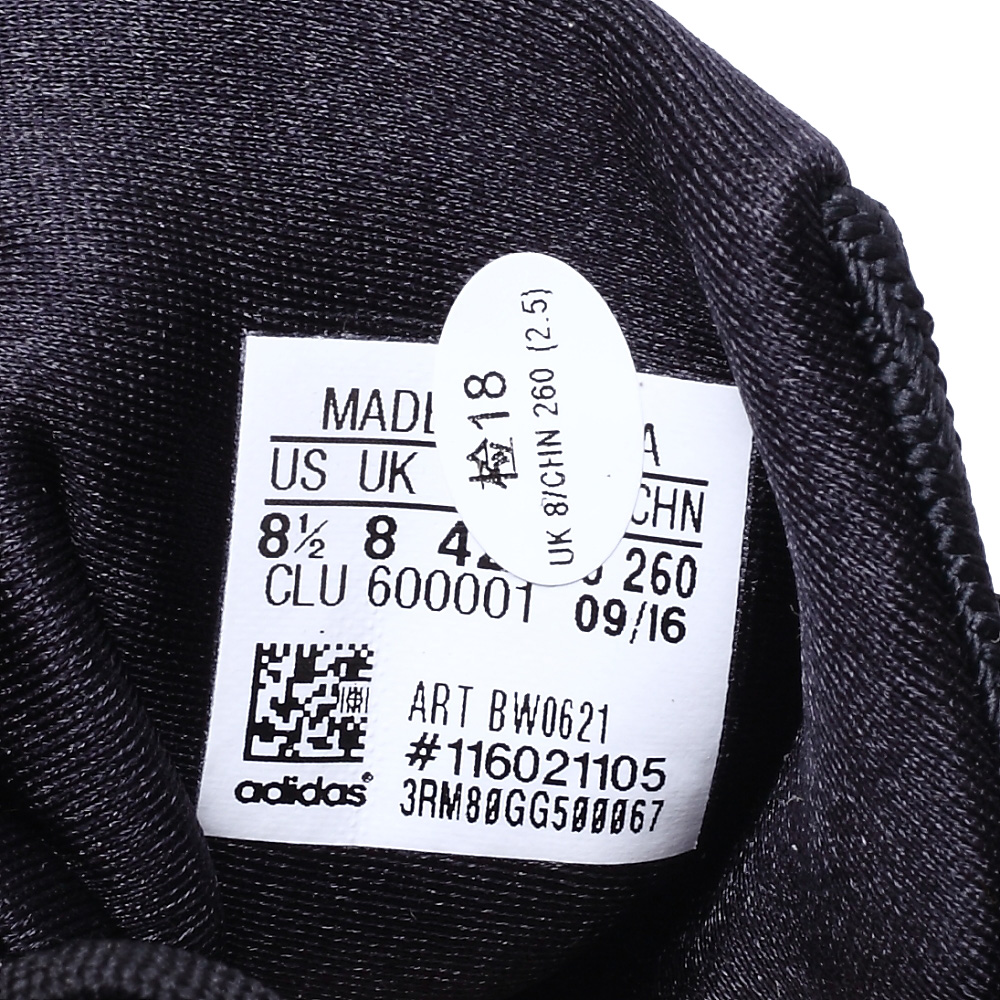 检18
UK 8/CHN 260 (2.5)
MADE
US UK CHN
8½ 8 42 260
CLU 600001 09/16
ART BW0621
#116021105
3RM80GG500067
adidas®